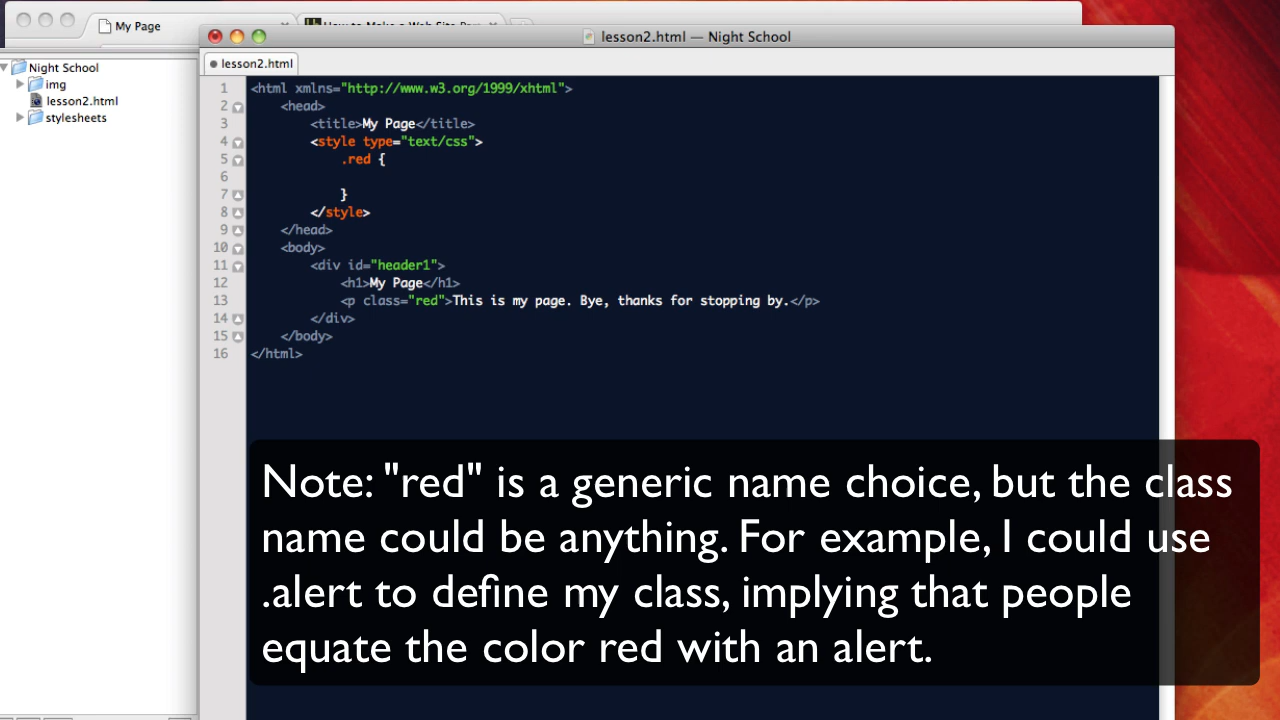 My Page
How to Make a Web Site
lesson2.html — Night School
Night School
img
lesson2.html
stylesheets
lesson2.html
1 <html xmlns="http://www.w3.org/1999/xhtml">
2 <head>
3 <title>My Page</title>
4 <style type="text/css">
5 .red {
6
7 }
8 </style>
9 </head>
10 <body>
11 <div id="header1">
12 <h1>My Page</h1>
13 <p class="red">This is my page. Bye, thanks for stopping by.</p>
14 </div>
15 </body>
16 </html>
Note: "red" is a generic name choice, but the class
name could be anything. For example, I could use
.alert to define my class, implying that people
equate the color red with an alert.